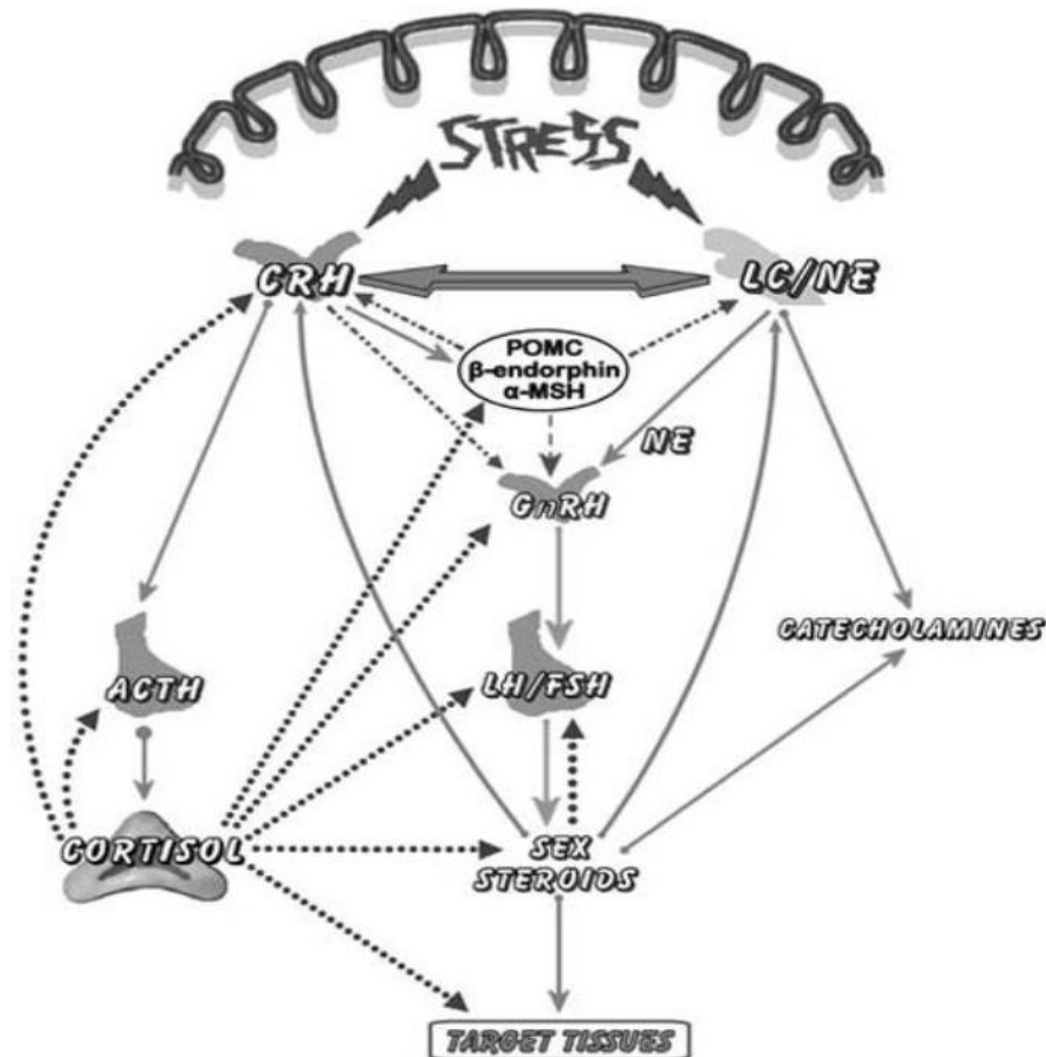 STRESS
CRH
LC/NE
POMC
β-endorphin
α-MSH
NE
GnRH
CATECHOLAMINES
ACTH
LH/FSH
CORTISOL
SEX
STEROIDS
TARGET TISSUES